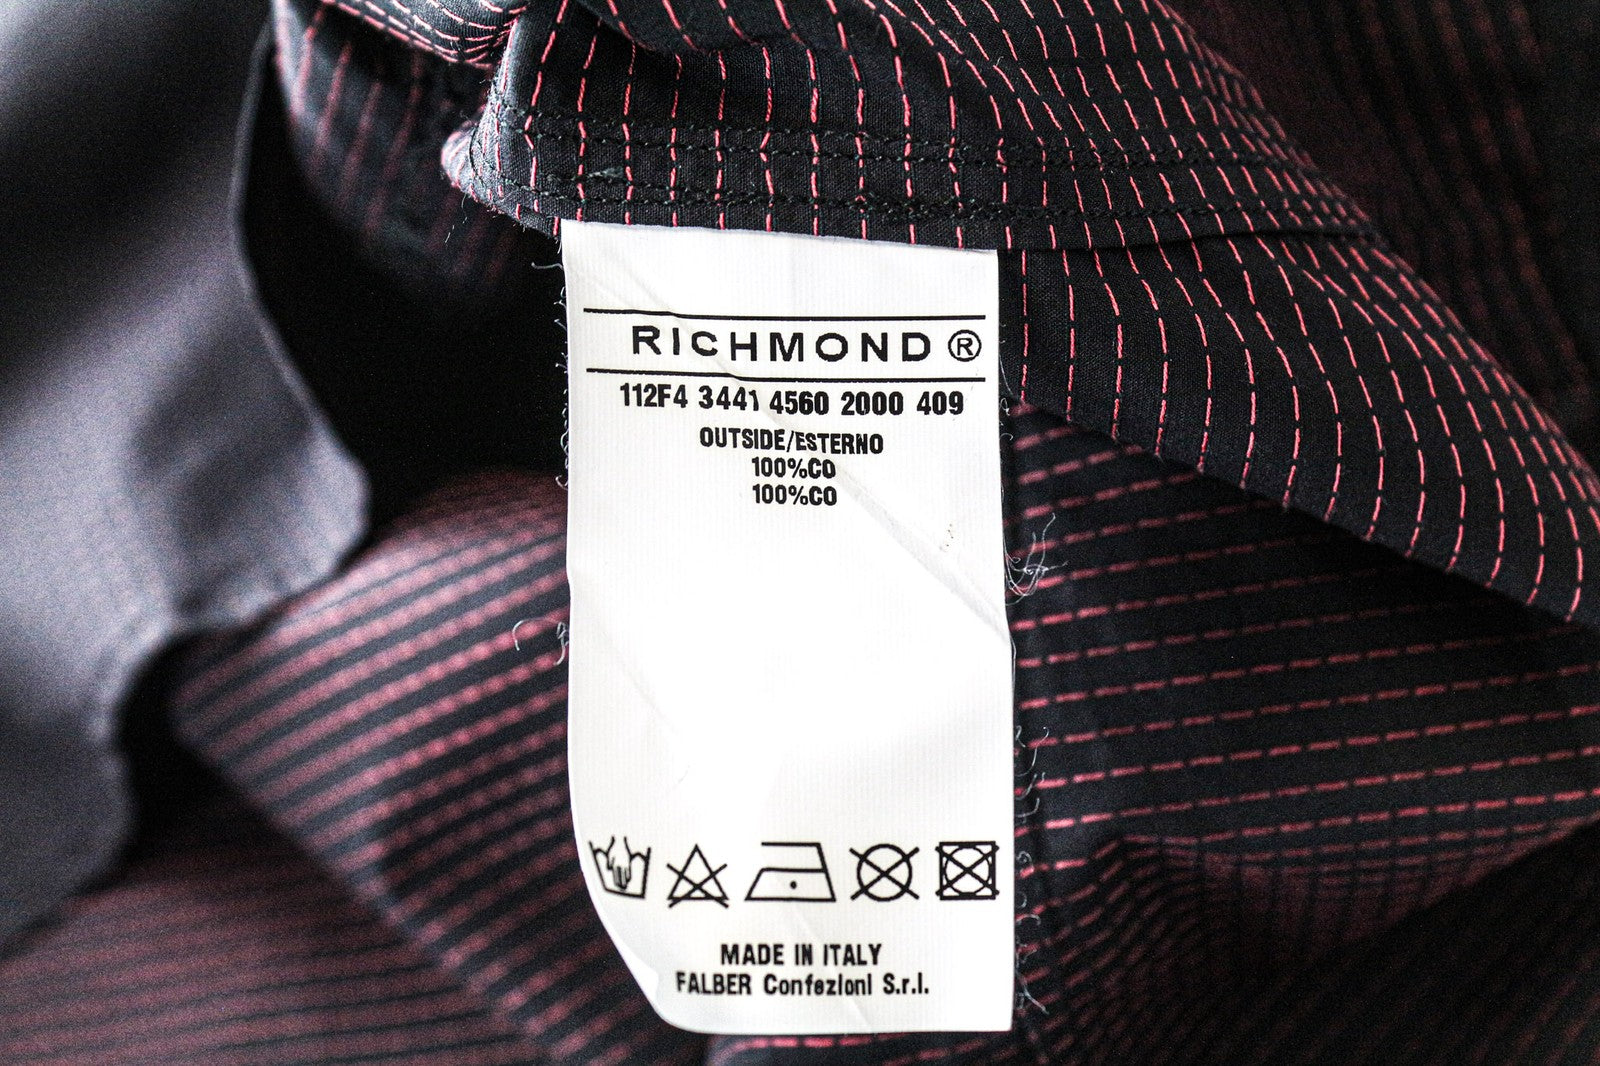 RICHMOND ®
112F4 3441 4560 2000 409
OUTSIDE/ESTERNO
100%CO
100%CO
MADE IN ITALY
FALBER Confezioni S.r.l.